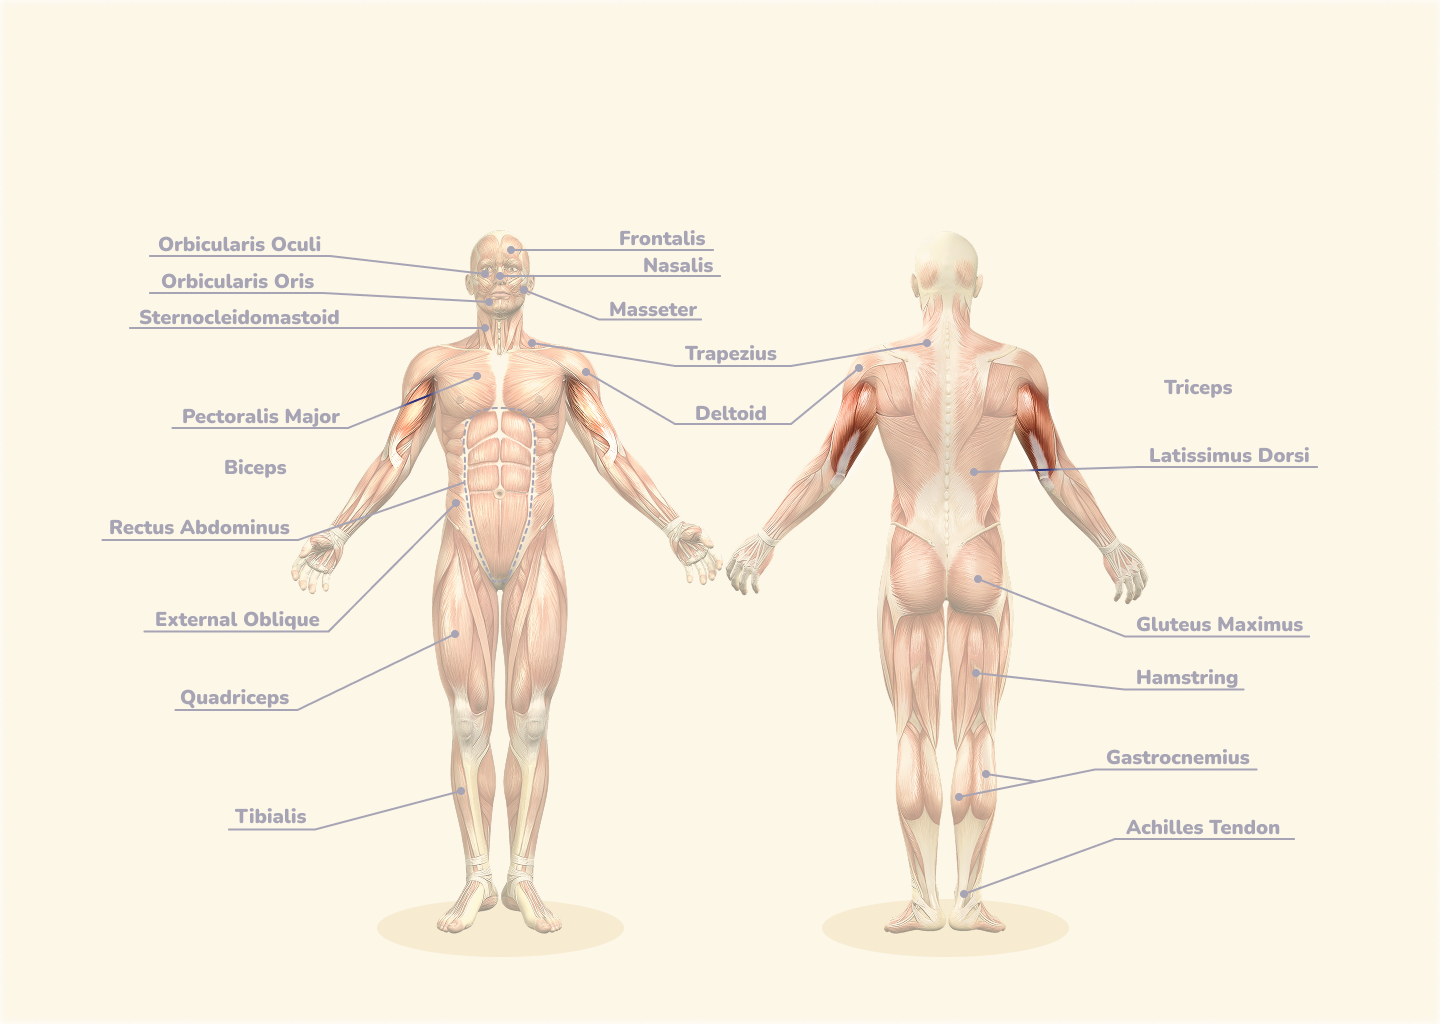 Orbicularis Oculi
Orbicularis Oris
Sternocleidomastoid
Pectoralis Major
Biceps
Rectus Abdominus
External Oblique
Quadriceps
Tibialis
Frontalis
Nasalis
Masseter
Trapezius
Deltoid
Triceps
Latissimus Dorsi
Gluteus Maximus
Hamstring
Gastrocnemius
Achilles Tendon